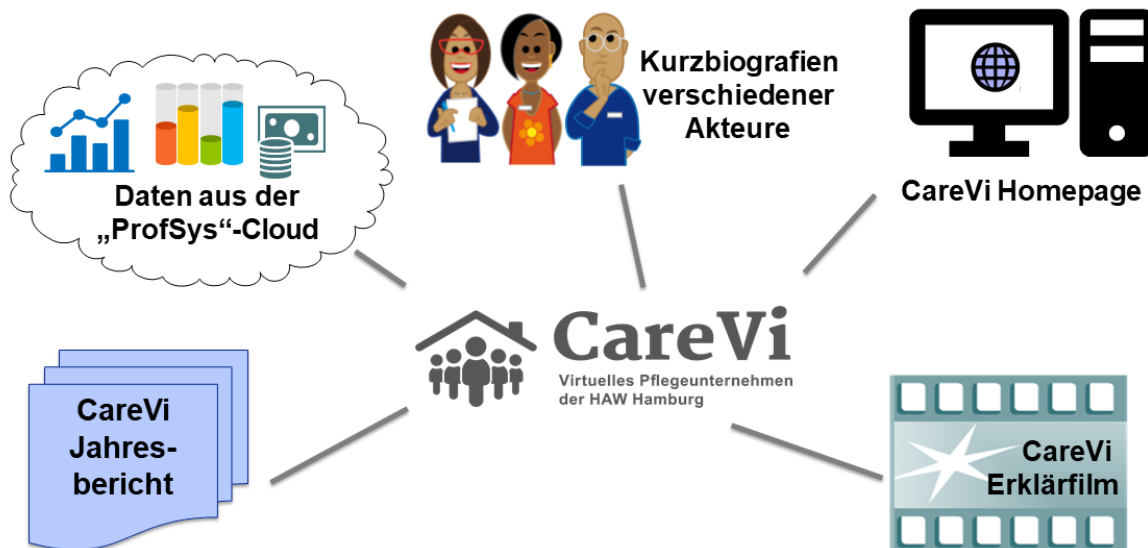 Daten aus der
„ProfSys“-Cloud
Kurzbiografien
verschiedener
Akteure
CareVi Homepage
CareVi
Virtuelles Pflegeunternehmen
der HAW Hamburg
CareVi
Jahres-
bericht
CareVi
Erklärfilm